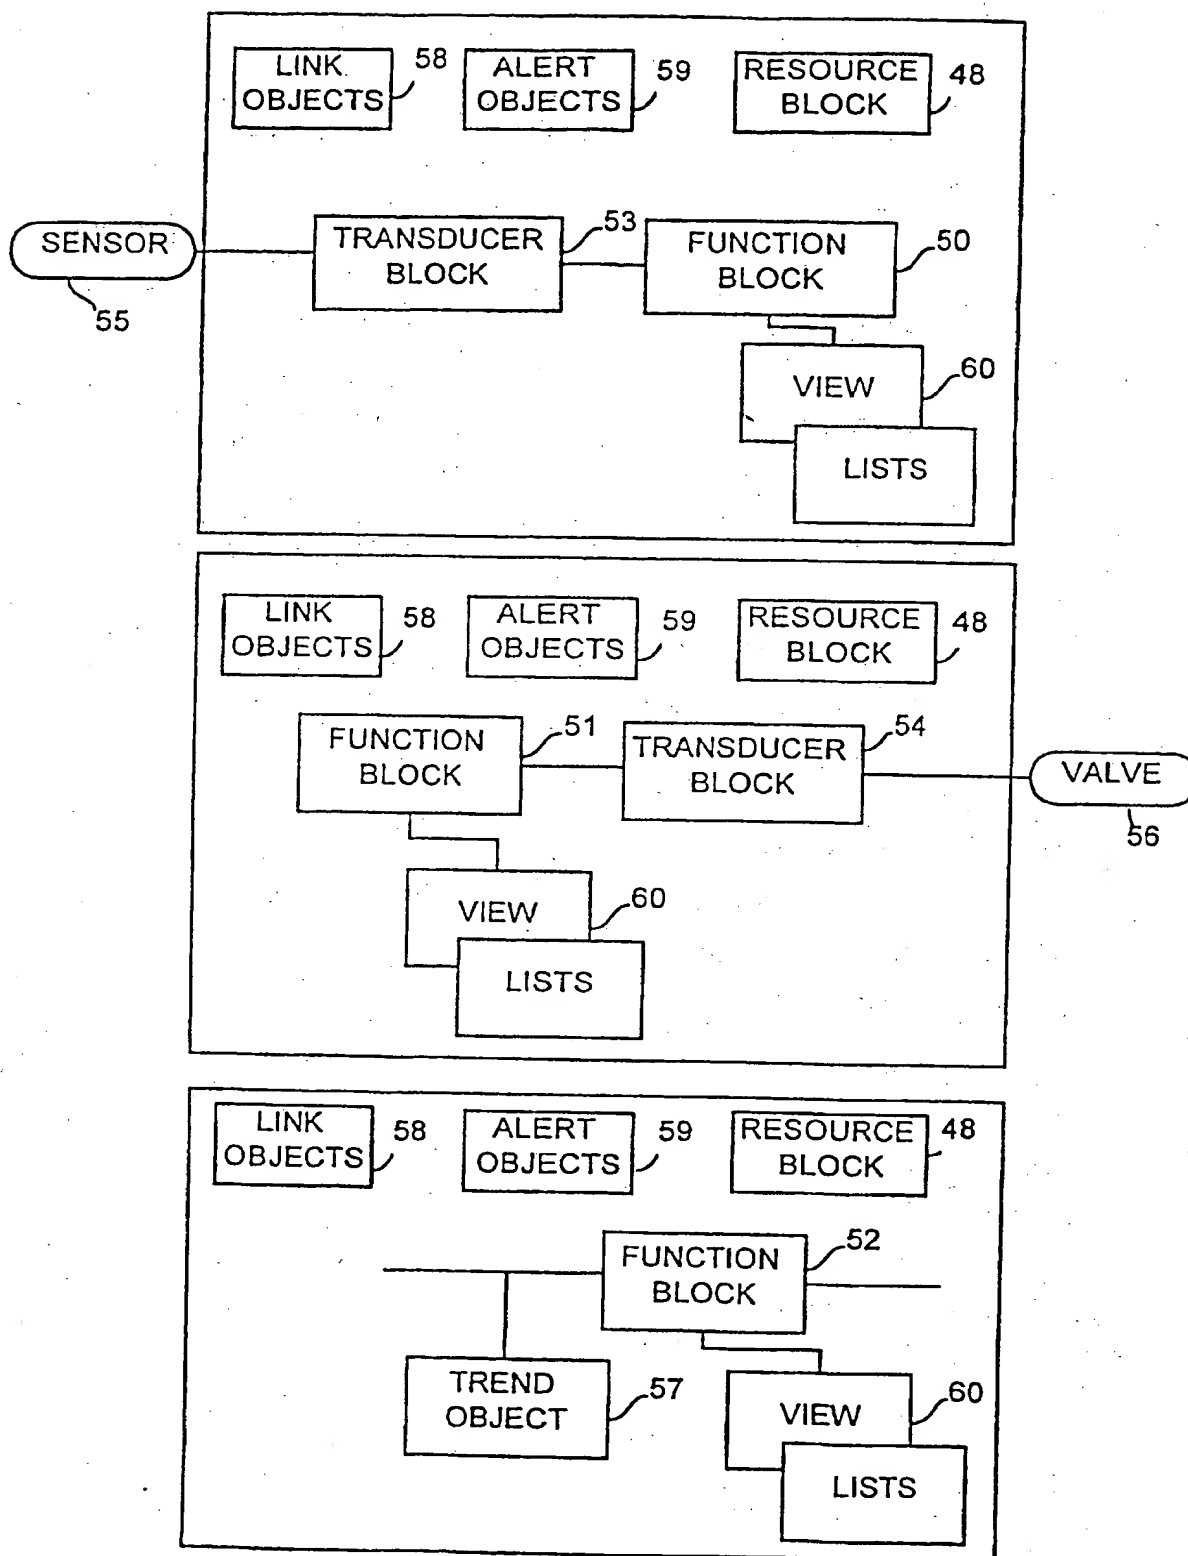 LINK
OBJECTS
58
ALERT
OBJECTS
59
RESOURCE
BLOCK
48
SENSOR
55
TRANSDUCER
BLOCK
53
FUNCTION
BLOCK
50
VIEW
60
LISTS
LINK
OBJECTS
58
ALERT
OBJECTS
59
RESOURCE
BLOCK
48
FUNCTION
BLOCK
51
TRANSDUCER
BLOCK
54
VALVE
56
VIEW
60
LISTS
LINK
OBJECTS
58
ALERT
OBJECTS
59
RESOURCE
BLOCK
48
FUNCTION
BLOCK
52
TREND
OBJECT
57
VIEW
60
LISTS